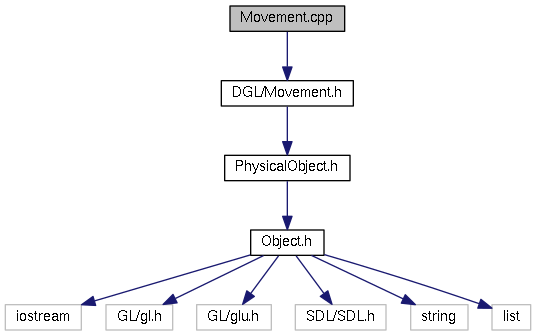 Movement.cpp
DGL/Movement.h
PhysicalObject.h
Object.h
iostream
GL/gl.h
GL/glu.h
SDL/SDL.h
string
list